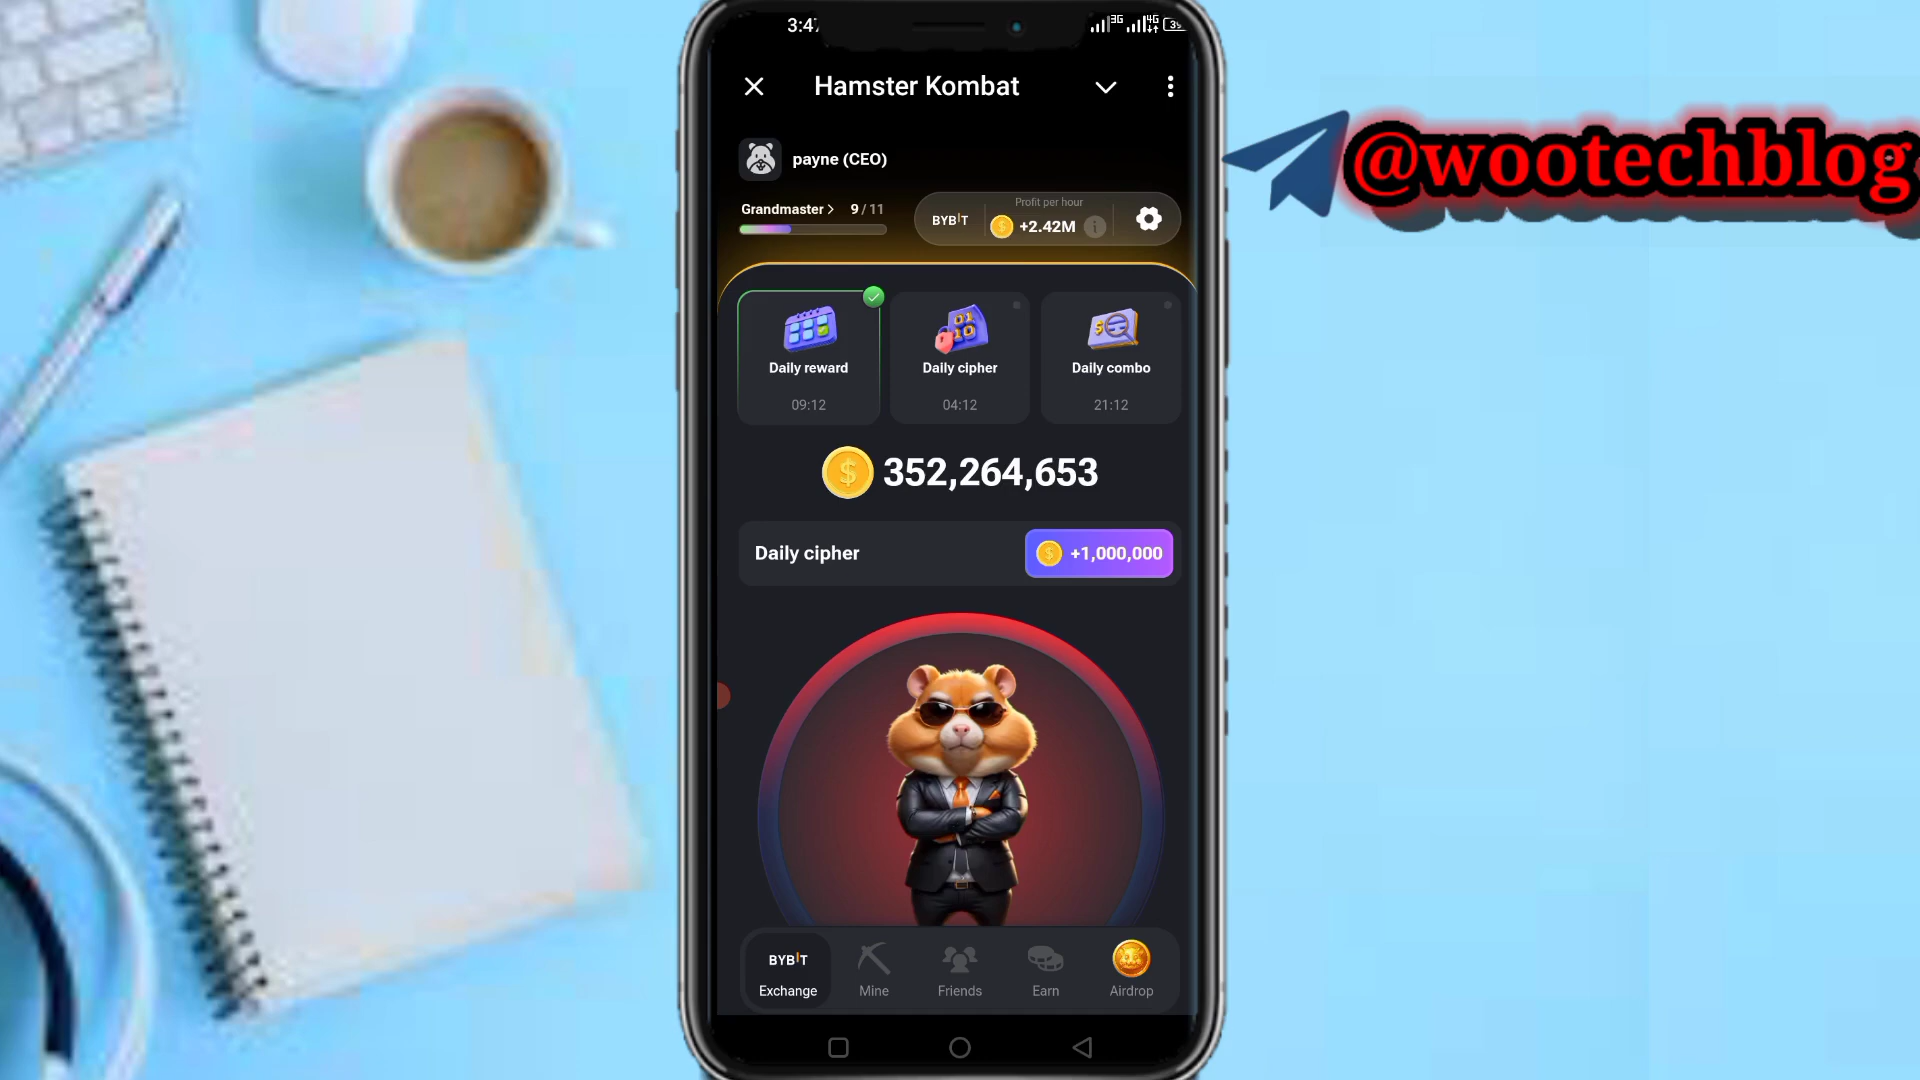 3:47
3G 4G
Hamster Kombat
payne (CEO)
Grandmaster > 9 / 11
BYBIT
Profit per hour
+2.42M
Daily reward
09:12
Daily cipher
04:12
Daily combo
21:12
352,264,653
Daily cipher
+1,000,000
BYBIT
Exchange
Mine
Friends
Earn
Airdrop
@wootechblog